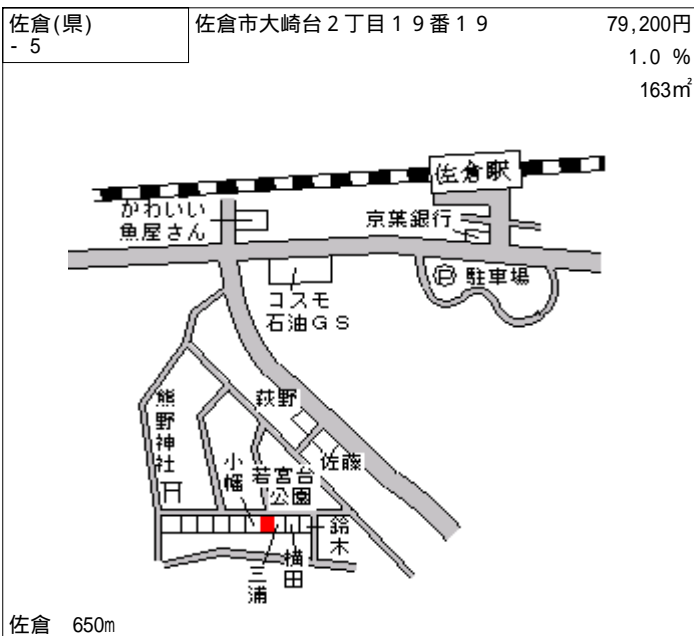 佐倉(県)
- 5
佐倉市大崎台２丁目１９番１９
79,200円
1.0 %
163㎡
佐倉駅
かわいい
魚屋さん
京葉銀行
Ⓟ 駐車場
コスモ
石油ＧＳ
萩野
熊野神社
佐藤
小幡
若宮台
公園
鈴木
横田
三浦
佐倉 650m